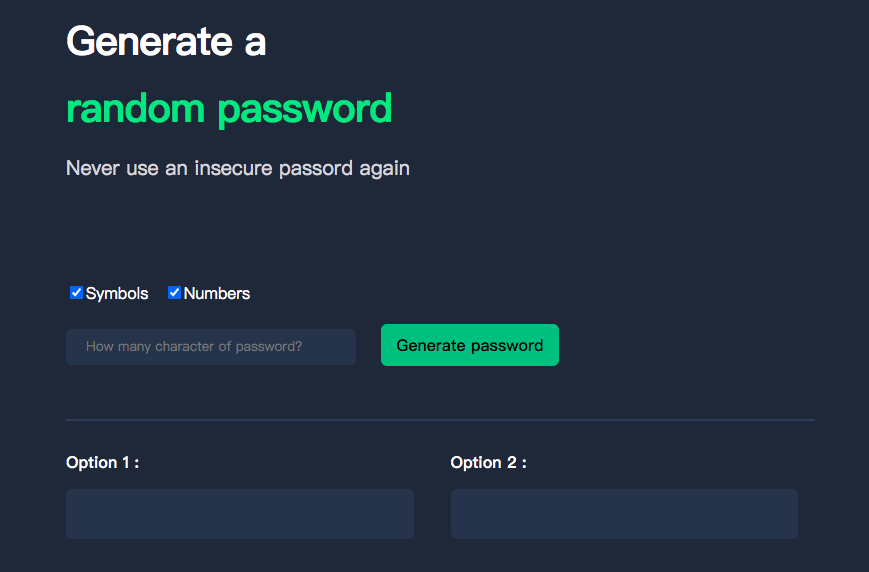 Generate a
random password
Never use an insecure passord again
Symbols Numbers
How many character of password? Generate password
Option 1 : Option 2 :